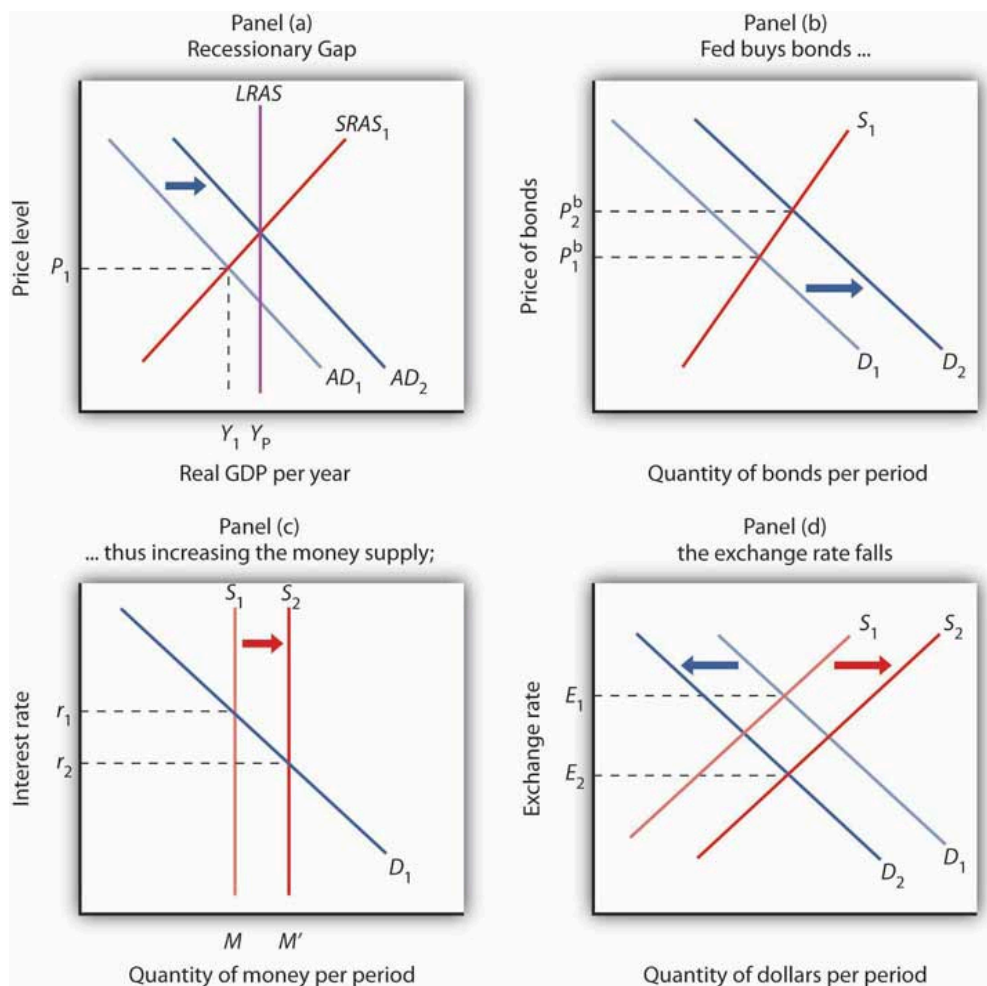 Panel (a)
Recessionary Gap
LRAS
SRAS₁
Price level
P₁
AD₁
AD₂
Y₁
Yₚ
Real GDP per year
Panel (b)
Fed buys bonds ...
S₁
Price of bonds
P₂ᵇ
P₁ᵇ
D₁
D₂
Quantity of bonds per period
Panel (c)
... thus increasing the money supply;
S₁
S₂
Interest rate
r₁
r₂
D₁
M
M′
Quantity of money per period
Panel (d)
the exchange rate falls
S₁
S₂
Exchange rate
E₁
E₂
D₁
D₂
Quantity of dollars per period